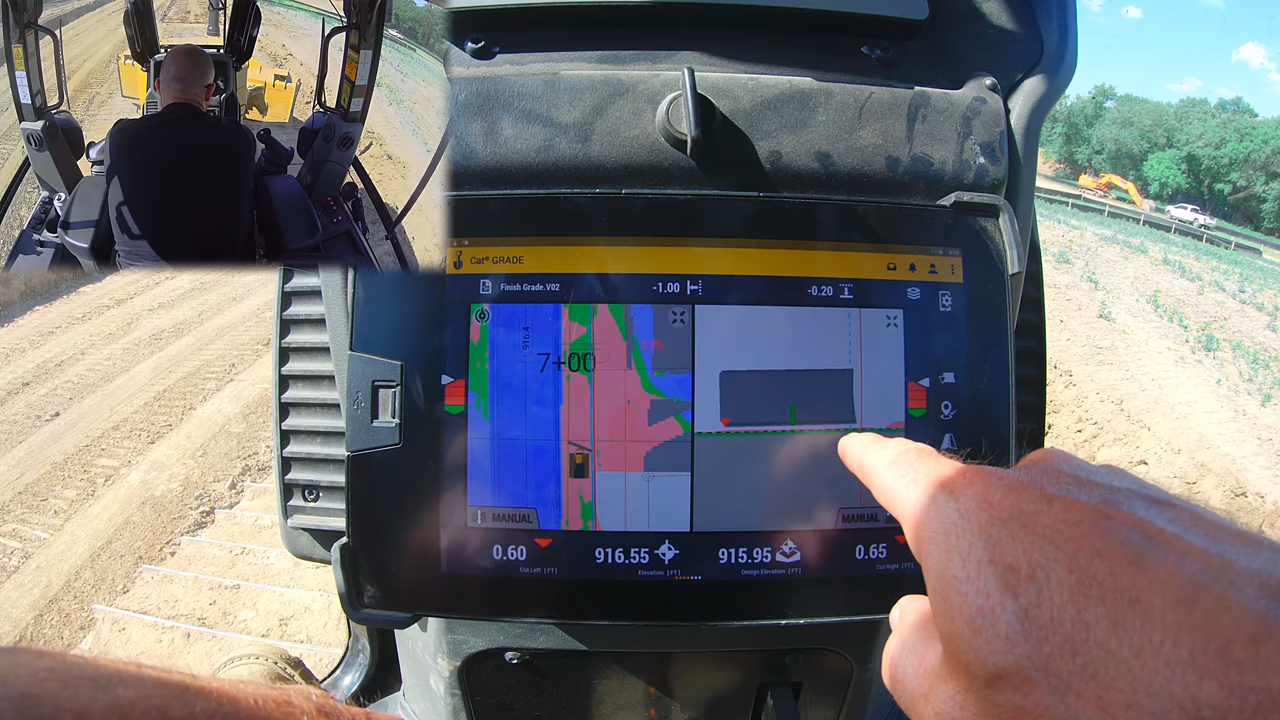 Cat® GRADE
Finish Grade.V02
-1.00
-0.20
916.4
7+00
MANUAL
MANUAL
0.60
Cut Left [FT]
916.55
Elevation [FT]
915.95
Design Elevation [FT]
0.65
Cut Right [FT]